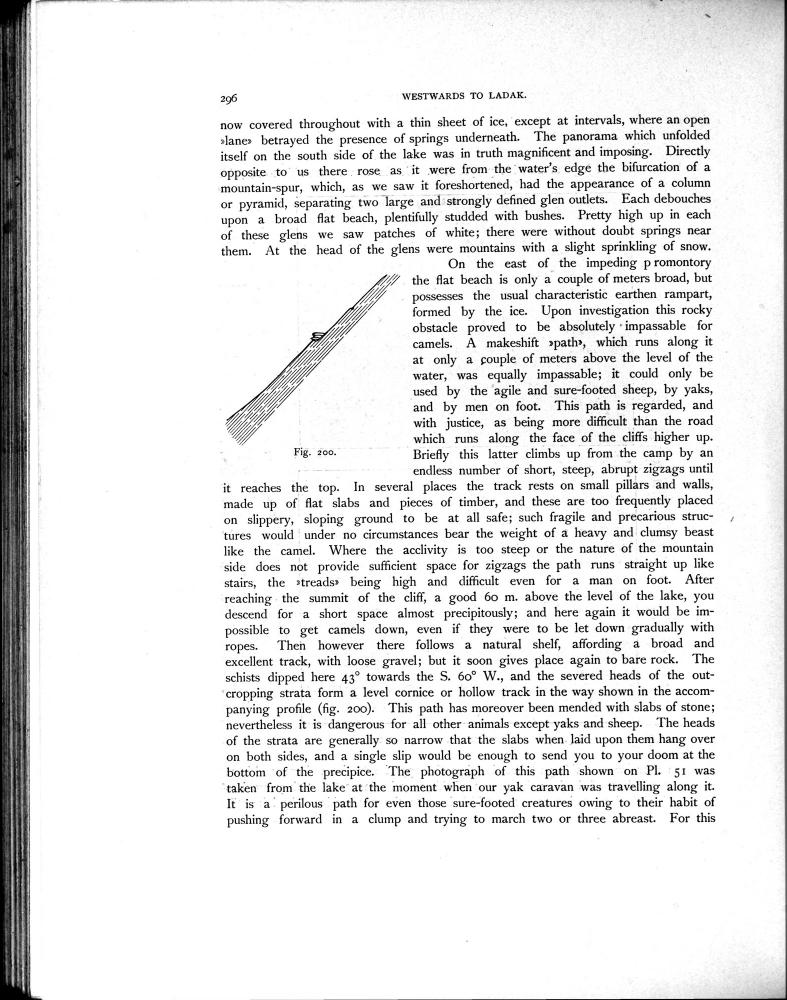 296
WESTWARDS TO LADAK.
now covered throughout with a thin sheet of ice, except at intervals, where an open
»lane» betrayed the presence of springs underneath. The panorama which unfolded
itself on the south side of the lake was in truth magnificent and imposing. Directly
opposite to us there rose as it were from the water's edge the bifurcation of a
mountain-spur, which, as we saw it foreshortened, had the appearance of a column
or pyramid, separating two large and strongly defined glen outlets. Each debouches
upon a broad flat beach, plentifully studded with bushes. Pretty high up in each
of these glens we saw patches of white; there were without doubt springs near
them. At the head of the glens were mountains with a slight sprinkling of snow.
On the east of the impeding p romontory
the flat beach is only a couple of meters broad, but
possesses the usual characteristic earthen rampart,
formed by the ice. Upon investigation this rocky
obstacle proved to be absolutely impassable for
camels. A makeshift »path», which runs along it
at only a couple of meters above the level of the
water, was equally impassable; it could only be
used by the agile and sure-footed sheep, by yaks,
and by men on foot. This path is regarded, and
with justice, as being more difficult than the road
which runs along the face of the cliffs higher up.
Briefly this latter climbs up from the camp by an
endless number of short, steep, abrupt zigzags until
Fig. 200.
it reaches the top. In several places the track rests on small pillars and walls,
made up of flat slabs and pieces of timber, and these are too frequently placed
on slippery, sloping ground to be at all safe; such fragile and precarious struc-
tures would under no circumstances bear the weight of a heavy and clumsy beast
like the camel. Where the acclivity is too steep or the nature of the mountain
side does not provide sufficient space for zigzags the path runs straight up like
stairs, the »treads» being high and difficult even for a man on foot. After
reaching the summit of the cliff, a good 60 m. above the level of the lake, you
descend for a short space almost precipitously; and here again it would be im-
possible to get camels down, even if they were to be let down gradually with
ropes. Then however there follows a natural shelf, affording a broad and
excellent track, with loose gravel; but it soon gives place again to bare rock. The
schists dipped here 43° towards the S. 60° W., and the severed heads of the out-
cropping strata form a level cornice or hollow track in the way shown in the accom-
panying profile (fig. 200). This path has moreover been mended with slabs of stone;
nevertheless it is dangerous for all other animals except yaks and sheep. The heads
of the strata are generally so narrow that the slabs when laid upon them hang over
on both sides, and a single slip would be enough to send you to your doom at the
bottom of the precipice. The photograph of this path shown on Pl. 51 was
taken from the lake at the moment when our yak caravan was travelling along it.
It is a perilous path for even those sure-footed creatures owing to their habit of
pushing forward in a clump and trying to march two or three abreast. For this